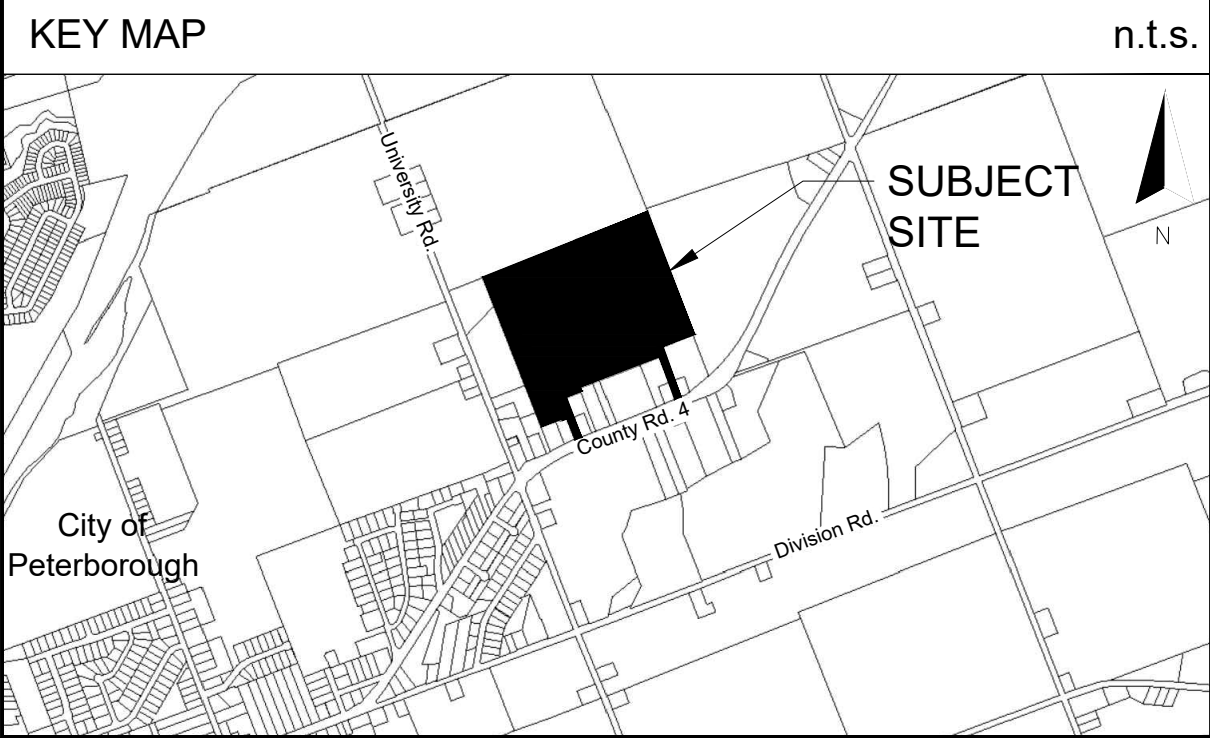 KEY MAP
n.t.s.
University Rd.
SUBJECT
SITE
N
County Rd. 4
City of
Peterborough
Division Rd.